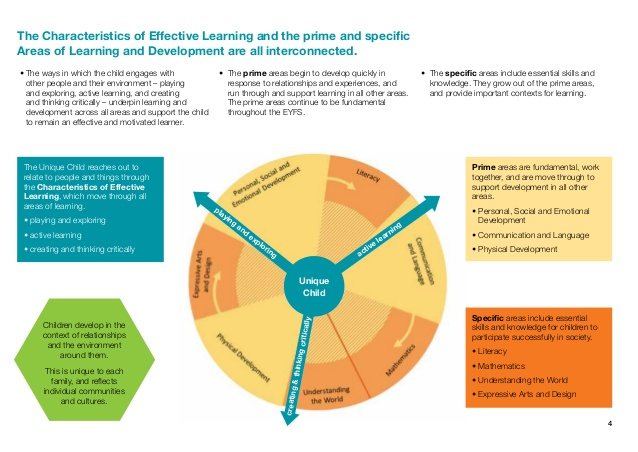 The Characteristics of Effective Learning and the prime and specific
Areas of Learning and Development are all interconnected.
• The ways in which the child engages with
other people and their environment – playing
and exploring, active learning, and creating
and thinking critically – underpin learning and
development across all areas and support the child
to remain an effective and motivated learner.
• The prime areas begin to develop quickly in
response to relationships and experiences, and
run through and support learning in all other areas.
The prime areas continue to be fundamental
throughout the EYFS.
• The specific areas include essential skills and
knowledge. They grow out of the prime areas,
and provide important contexts for learning.
The Unique Child reaches out to
relate to people and things through
the Characteristics of Effective
Learning, which move through all
areas of learning.
• playing and exploring
• active learning
• creating and thinking critically
Children develop in the
context of relationships
and the environment
around them.
This is unique to each
family, and reflects
individual communities
and cultures.
Personal, Social and
Emotional Development
Literacy
playing and exploring
active learning
Communication
and Language
Expressive Arts
and Design
Unique
Child
Physical Development
creating & thinking critically
Mathematics
Understanding
the World
Prime areas are fundamental, work
together, and are move through to
support development in all other
areas.
• Personal, Social and Emotional
Development
• Communication and Language
• Physical Development
Specific areas include essential
skills and knowledge for children to
participate successfully in society.
• Literacy
• Mathematics
• Understanding the World
• Expressive Arts and Design
4